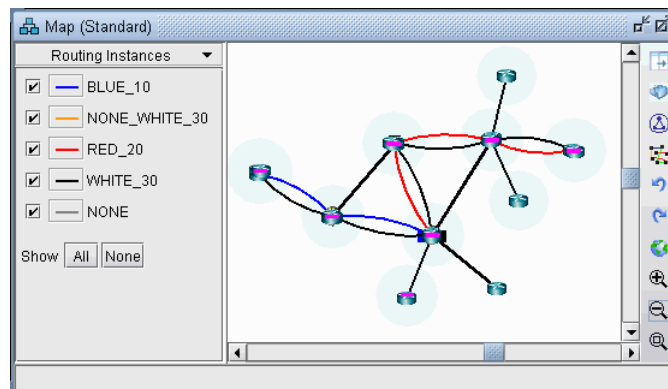 Map (Standard)
Routing Instances
BLUE_10
NONE_WHITE_30
RED_20
WHITE_30
NONE
Show All None